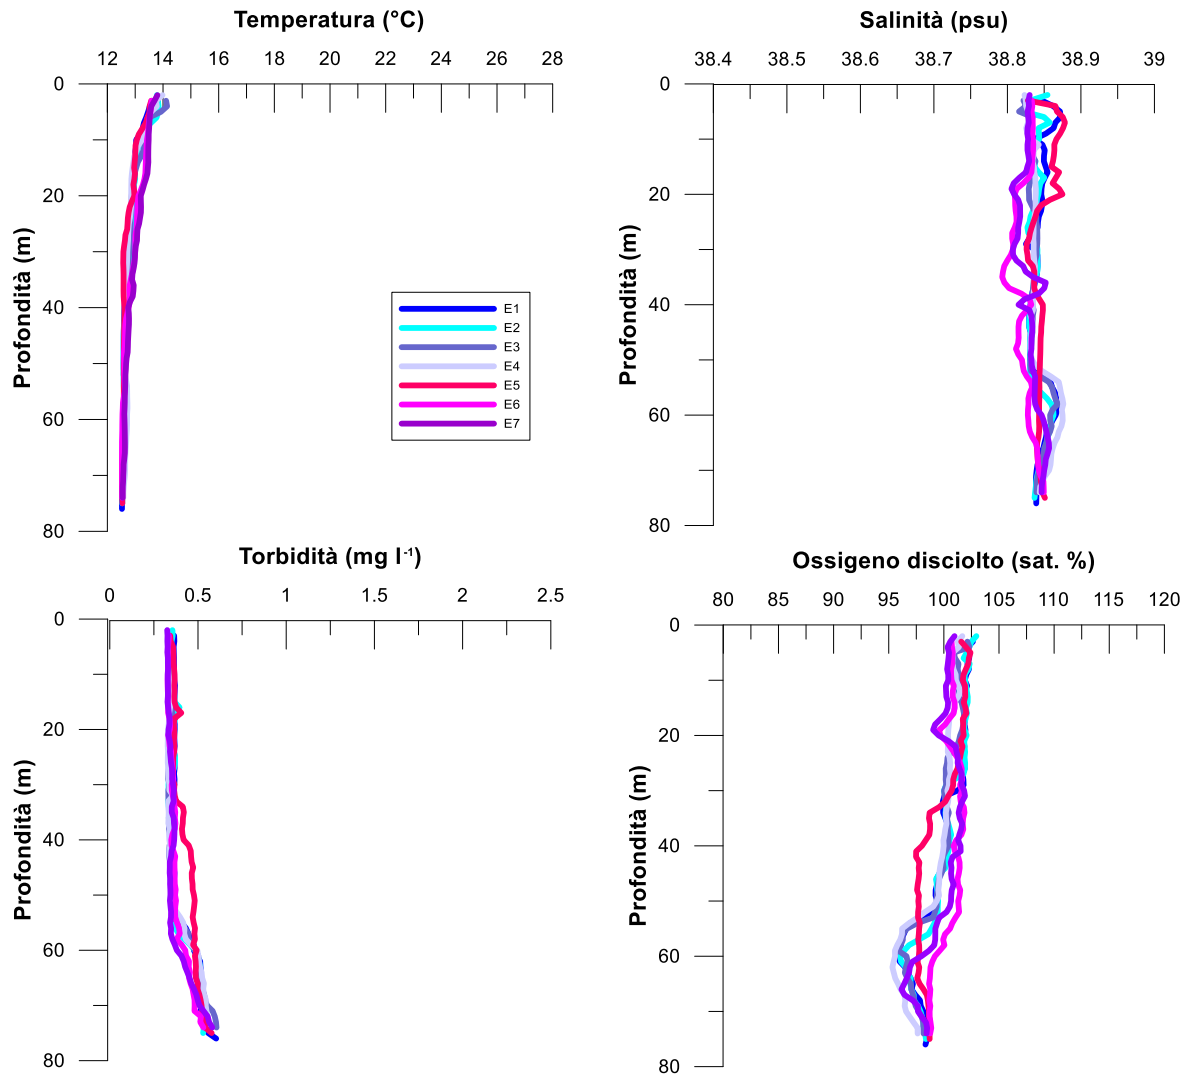 Temperatura (°C)
12 14 16 18 20 22 24 26 28
0
20
40
60
80
Profondità (m)
E1
E2
E3
E4
E5
E6
E7
Salinità (psu)
38.4 38.5 38.6 38.7 38.8 38.9 39
0
20
40
60
80
Profondità (m)
Torbidità (mg l⁻¹)
0 0.5 1 1.5 2 2.5
0
20
40
60
80
Profondità (m)
Ossigeno disciolto (sat. %)
80 85 90 95 100 105 110 115 120
0
20
40
60
80
Profondità (m)